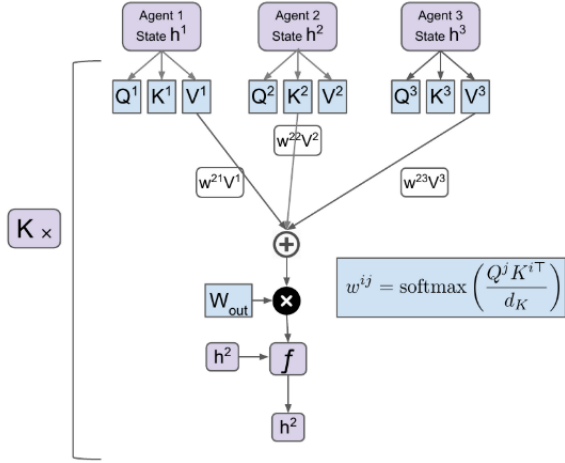 Agent 1 Agent 2 Agent 3
State h¹ State h² State h³
Q¹ K¹ V¹ Q² K² V² Q³ K³ V³
w²²V²
w²¹V¹ w²³V³
K ×
+
W_out ×
w^{ij} = softmax ( Q^j K^{i⊤} / d_K )
h² f
h²